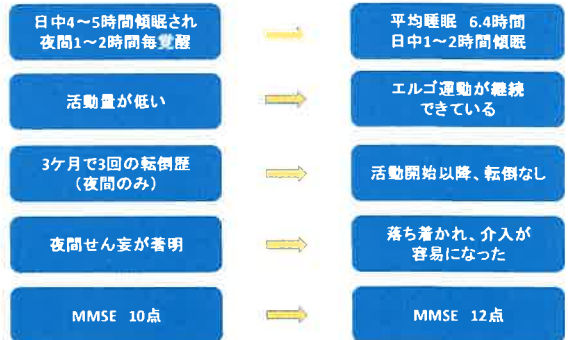 日中4～5時間傾眠され
夜間1～2時間毎覚醒
平均睡眠 6.4時間
日中1～2時間傾眠
活動量が低い
エルゴ運動が継続
できている
3ケ月で3回の転倒歴
（夜間のみ）
活動開始以降、転倒なし
夜間せん妄が著明
落ち着かれ、介入が
容易になった
MMSE 10点
MMSE 12点